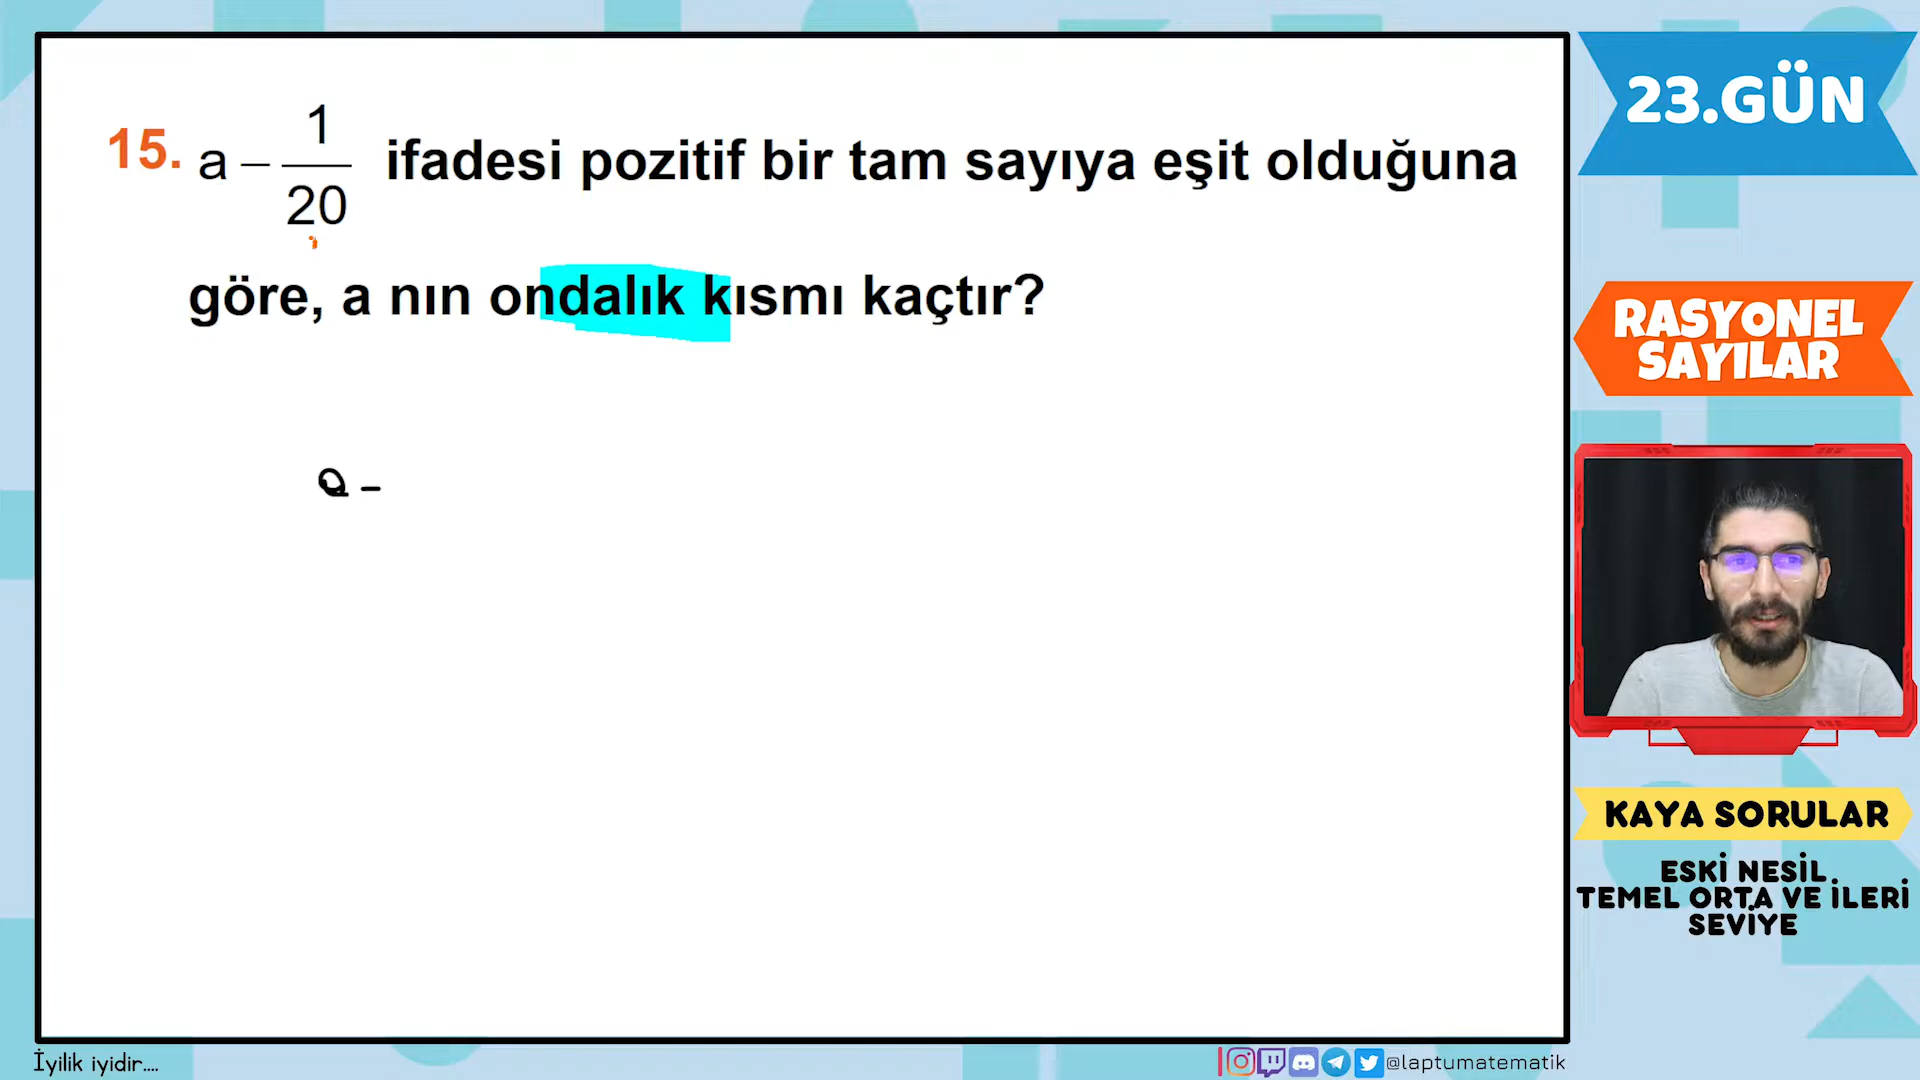 15. a – 1/20 ifadesi pozitif bir tam sayıya eşit olduğuna
göre, a nın ondalık kısmı kaçtır?
a –
23.GÜN
RASYONEL
SAYILAR
KAYA SORULAR
ESKİ NESİL
TEMEL ORTA VE İLERİ
SEVİYE
İyilik iyidir....
@laptumatematik